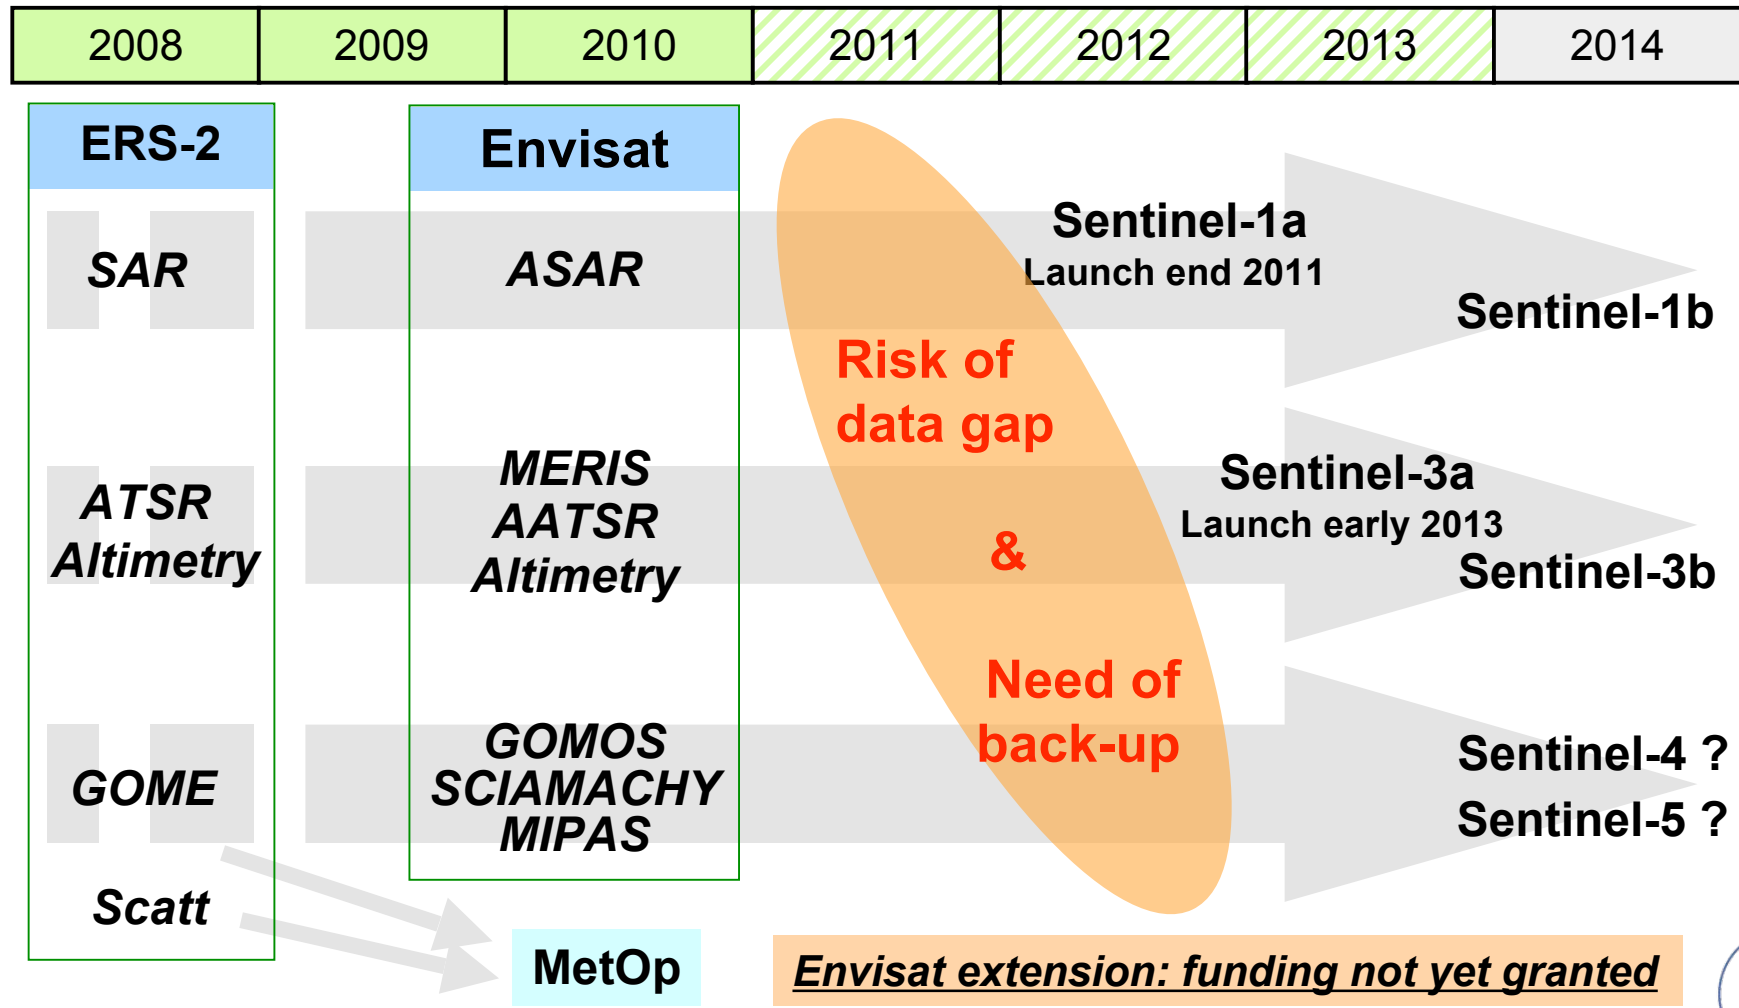 2008 2009 2010 2011 2012 2013 2014
ERS-2
SAR
ATSR
Altimetry
GOME
Scatt
Envisat
ASAR
MERIS
AATSR
Altimetry
GOMOS
SCIAMACHY
MIPAS
MetOp
Risk of
data gap
&
Need of
back-up
Sentinel-1a
Launch end 2011
Sentinel-1b
Sentinel-3a
Launch early 2013
Sentinel-3b
Sentinel-4 ?
Sentinel-5 ?
Envisat extension: funding not yet granted